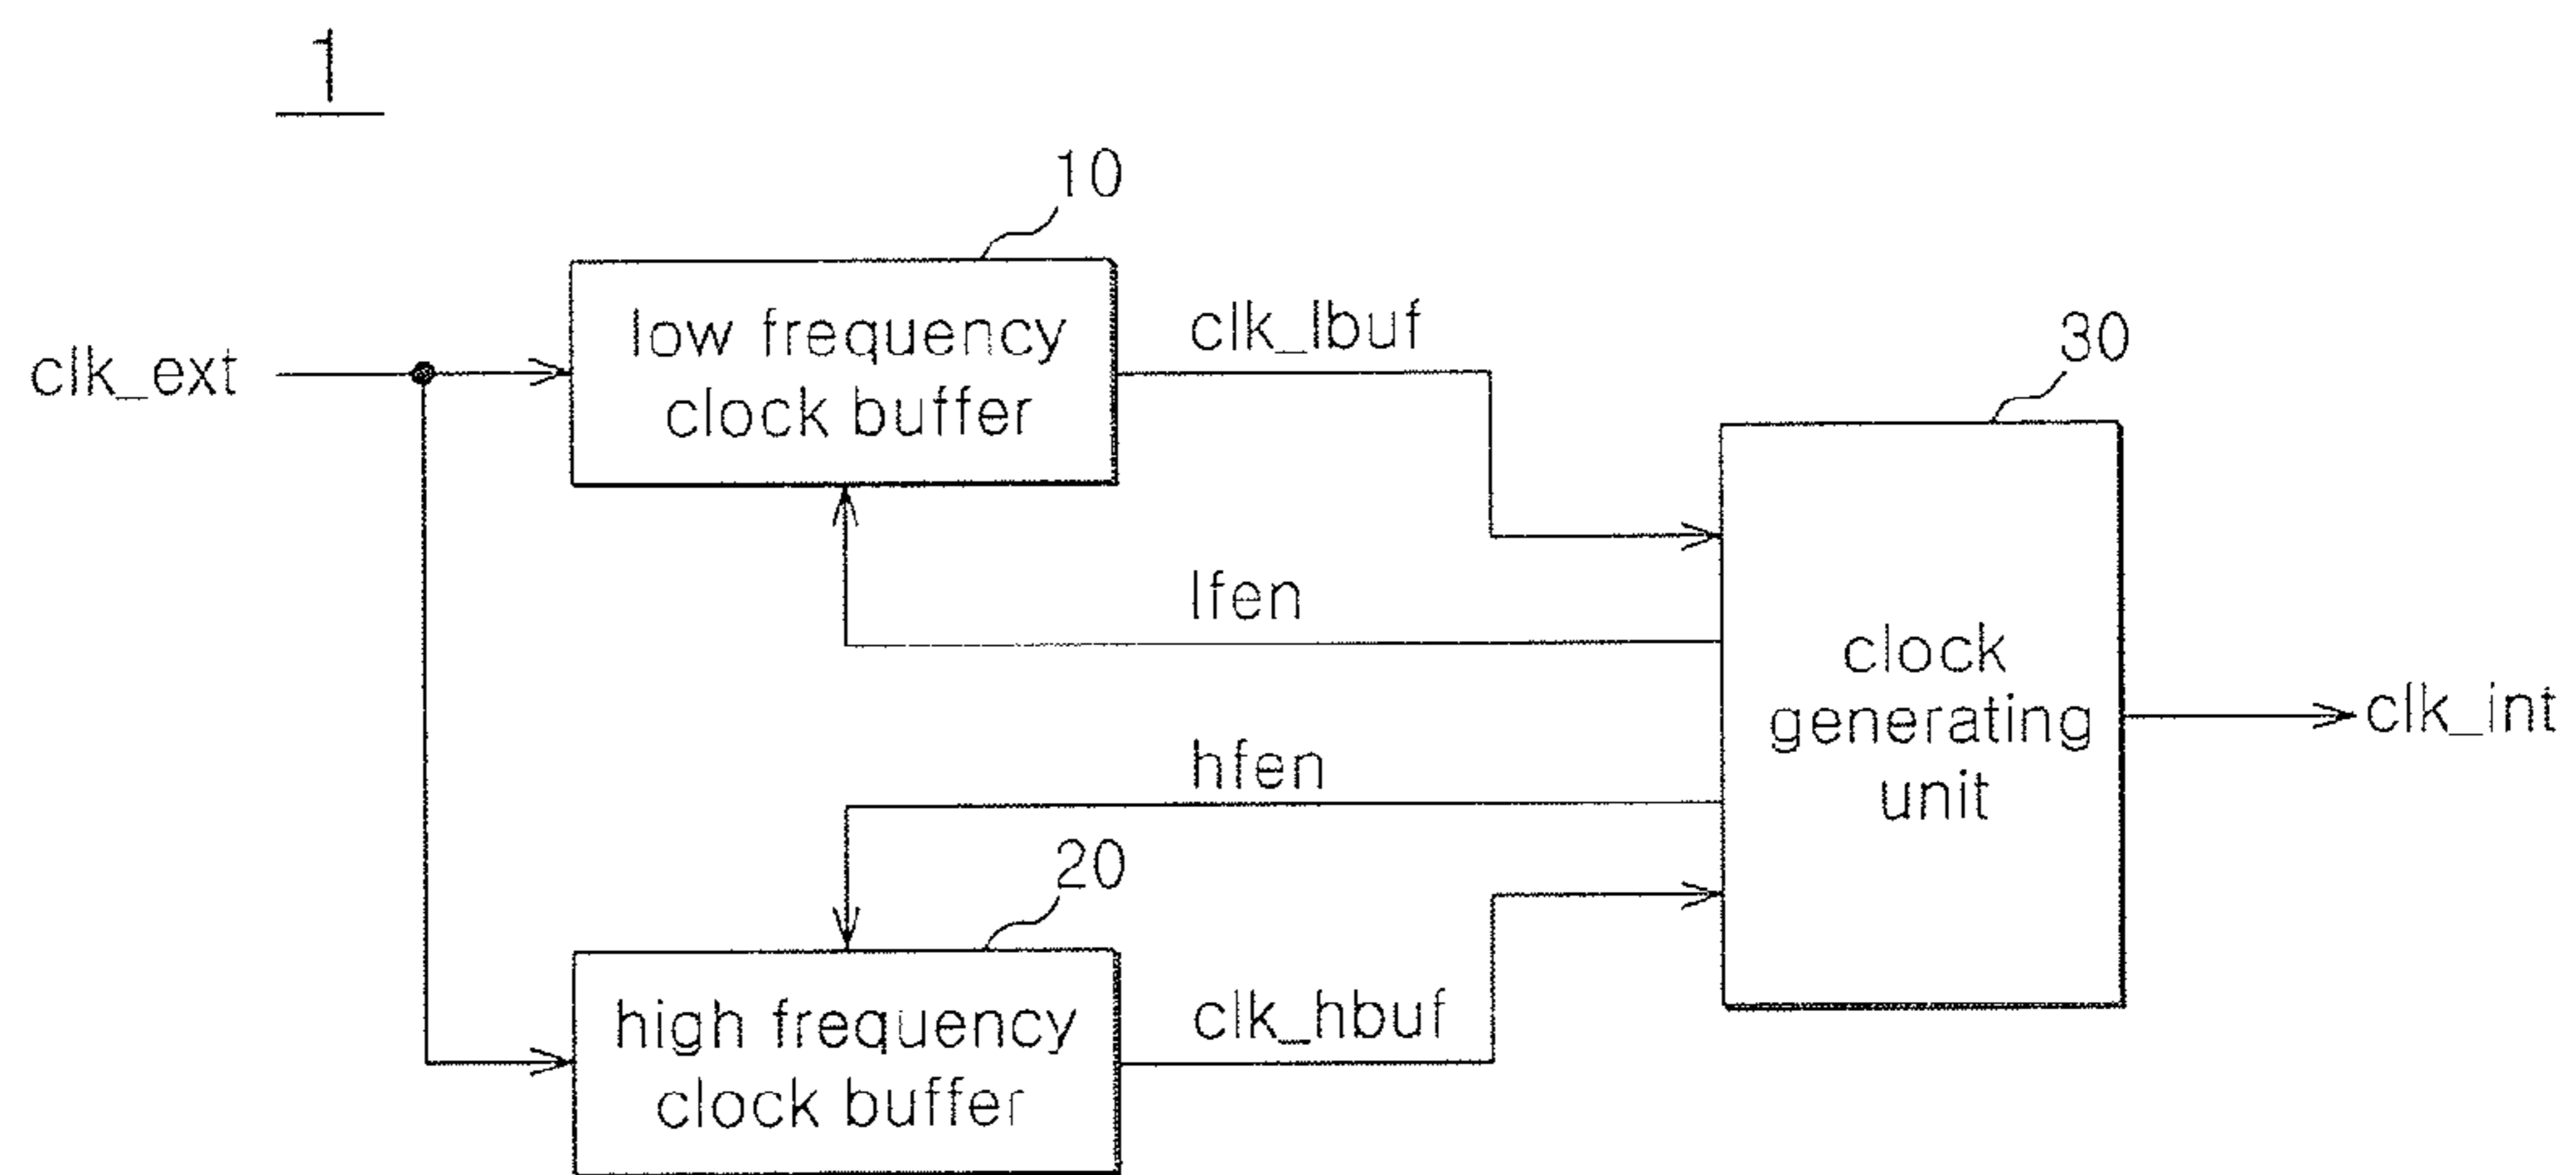 1
10
low frequency
clock buffer
clk_ext
clk_lbuf
30
lfen
clock
generating
unit
clk_int
hfen
20
high frequency
clock buffer
clk_hbuf